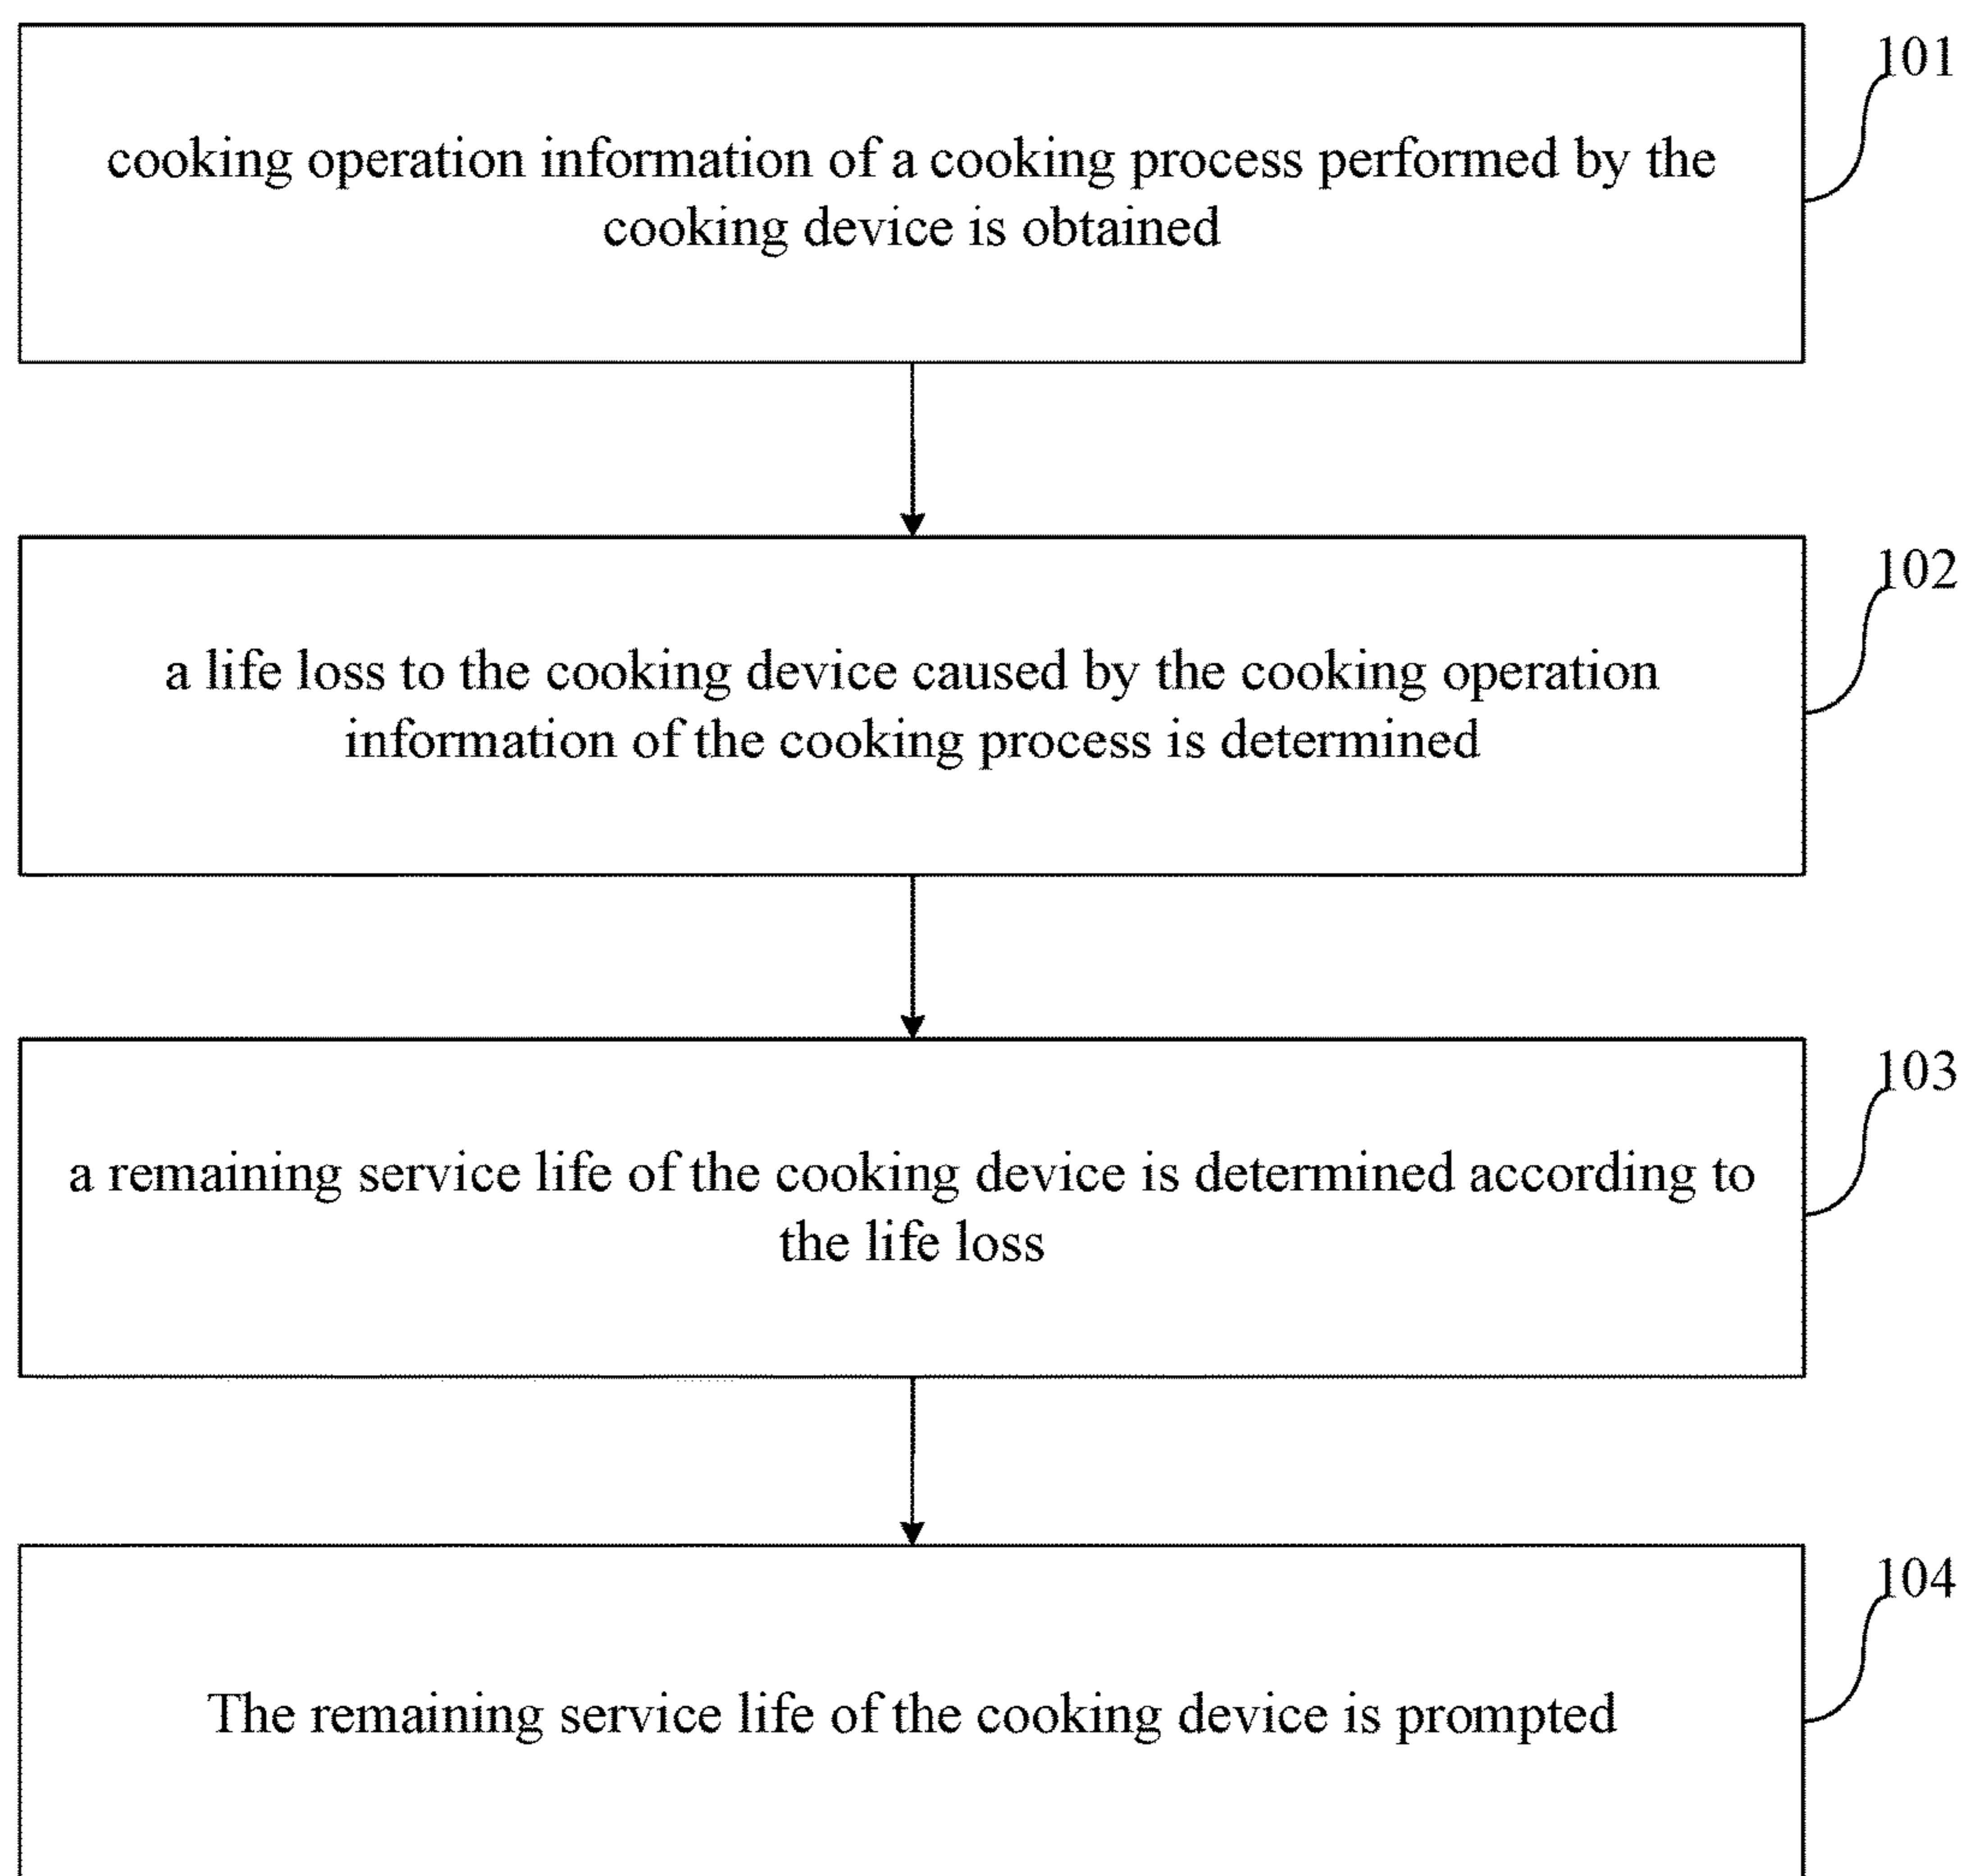 101
cooking operation information of a cooking process performed by the
cooking device is obtained
102
a life loss to the cooking device caused by the cooking operation
information of the cooking process is determined
103
a remaining service life of the cooking device is determined according to
the life loss
104
The remaining service life of the cooking device is prompted